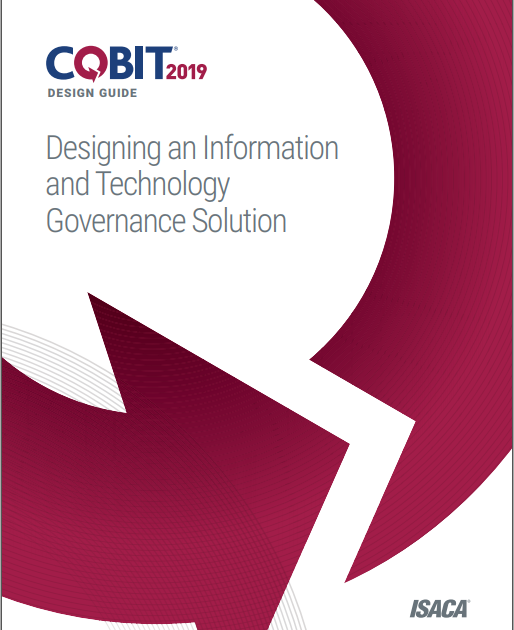 COBIT® 2019
DESIGN GUIDE
Designing an Information
and Technology
Governance Solution
ISACA®